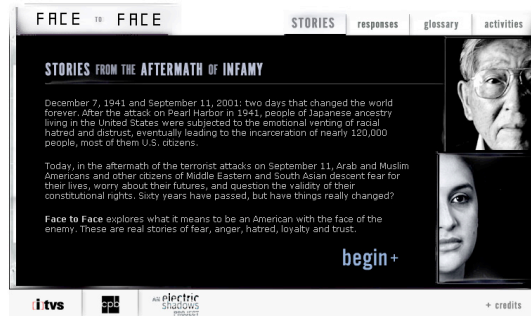 FACE TO FACE
STORIES
responses
glossary
activities
STORIES FROM THE AFTERMATH OF INFAMY
December 7, 1941 and September 11, 2001: two days that changed the world
forever. After the attack on Pearl Harbor in 1941, people of Japanese ancestry
living in the United States were subjected to the emotional venting of racial
hatred and distrust, eventually leading to the incarceration of nearly 120,000
people, most of them U.S. citizens.
Today, in the aftermath of the terrorist attacks on September 11, Arab and Muslim
Americans and other citizens of Middle Eastern and South Asian descent fear for
their lives, worry about their futures, and question the validity of their
constitutional rights. Sixty years have passed, but have things really changed?
Face to Face explores what it means to be an American with the face of the
enemy. These are real stories of fear, anger, hatred, loyalty and trust.
begin+
itvs
cpb
electric
shadows
PROJECT
+ credits